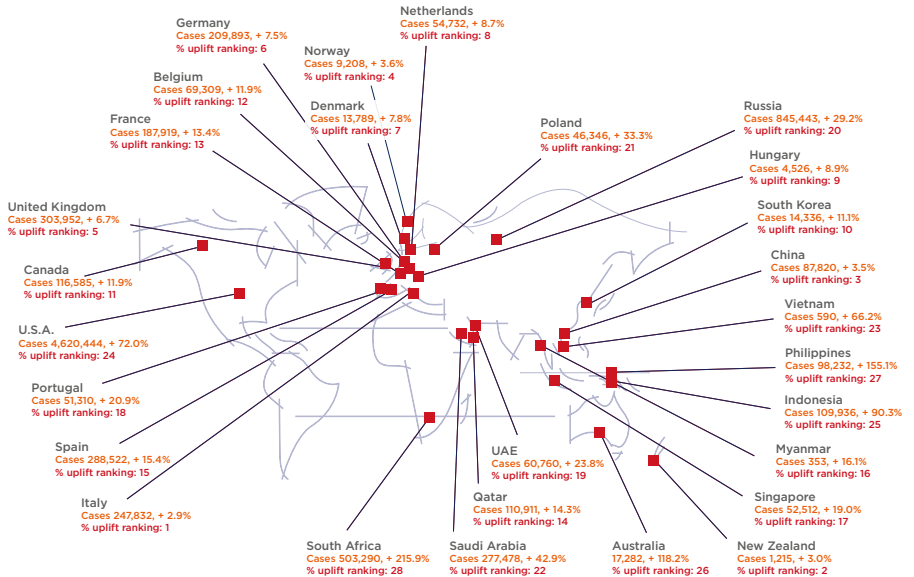 Netherlands
Cases 54,732, + 8.7%
% uplift ranking: 8
Germany
Cases 209,893, + 7.5%
% uplift ranking: 6
Norway
Cases 9,208, + 3.6%
% uplift ranking: 4
Belgium
Cases 69,309, + 11.9%
% uplift ranking: 12
Denmark
Cases 13,789, + 7.8%
% uplift ranking: 7
France
Cases 187,919, + 13.4%
% uplift ranking: 13
Poland
Cases 46,346, + 33.3%
% uplift ranking: 21
Russia
Cases 845,443, + 29.2%
% uplift ranking: 20
Hungary
Cases 4,526, + 8.9%
% uplift ranking: 9
United Kingdom
Cases 303,952, + 6.7%
% uplift ranking: 5
South Korea
Cases 14,336, + 11.1%
% uplift ranking: 10
Canada
Cases 116,585, + 11.9%
% uplift ranking: 11
China
Cases 87,820, + 3.5%
% uplift ranking: 3
Vietnam
Cases 590, + 66.2%
% uplift ranking: 23
U.S.A.
Cases 4,620,444, + 72.0%
% uplift ranking: 24
Philippines
Cases 98,232, + 155.1%
% uplift ranking: 27
Portugal
Cases 51,310, + 20.9%
% uplift ranking: 18
Indonesia
Cases 109,936, + 90.3%
% uplift ranking: 25
Spain
Cases 288,522, + 15.4%
% uplift ranking: 15
UAE
Cases 60,760, + 23.8%
% uplift ranking: 19
Myanmar
Cases 353, + 16.1%
% uplift ranking: 16
Italy
Cases 247,832, + 2.9%
% uplift ranking: 1
Qatar
Cases 110,911, + 14.3%
% uplift ranking: 14
Singapore
Cases 52,512, + 19.0%
% uplift ranking: 17
South Africa
Cases 503,290, + 215.9%
% uplift ranking: 28
Saudi Arabia
Cases 277,478, + 42.9%
% uplift ranking: 22
Australia
17,282, + 118.2%
% uplift ranking: 26
New Zealand
Cases 1,215, + 3.0%
% uplift ranking: 2